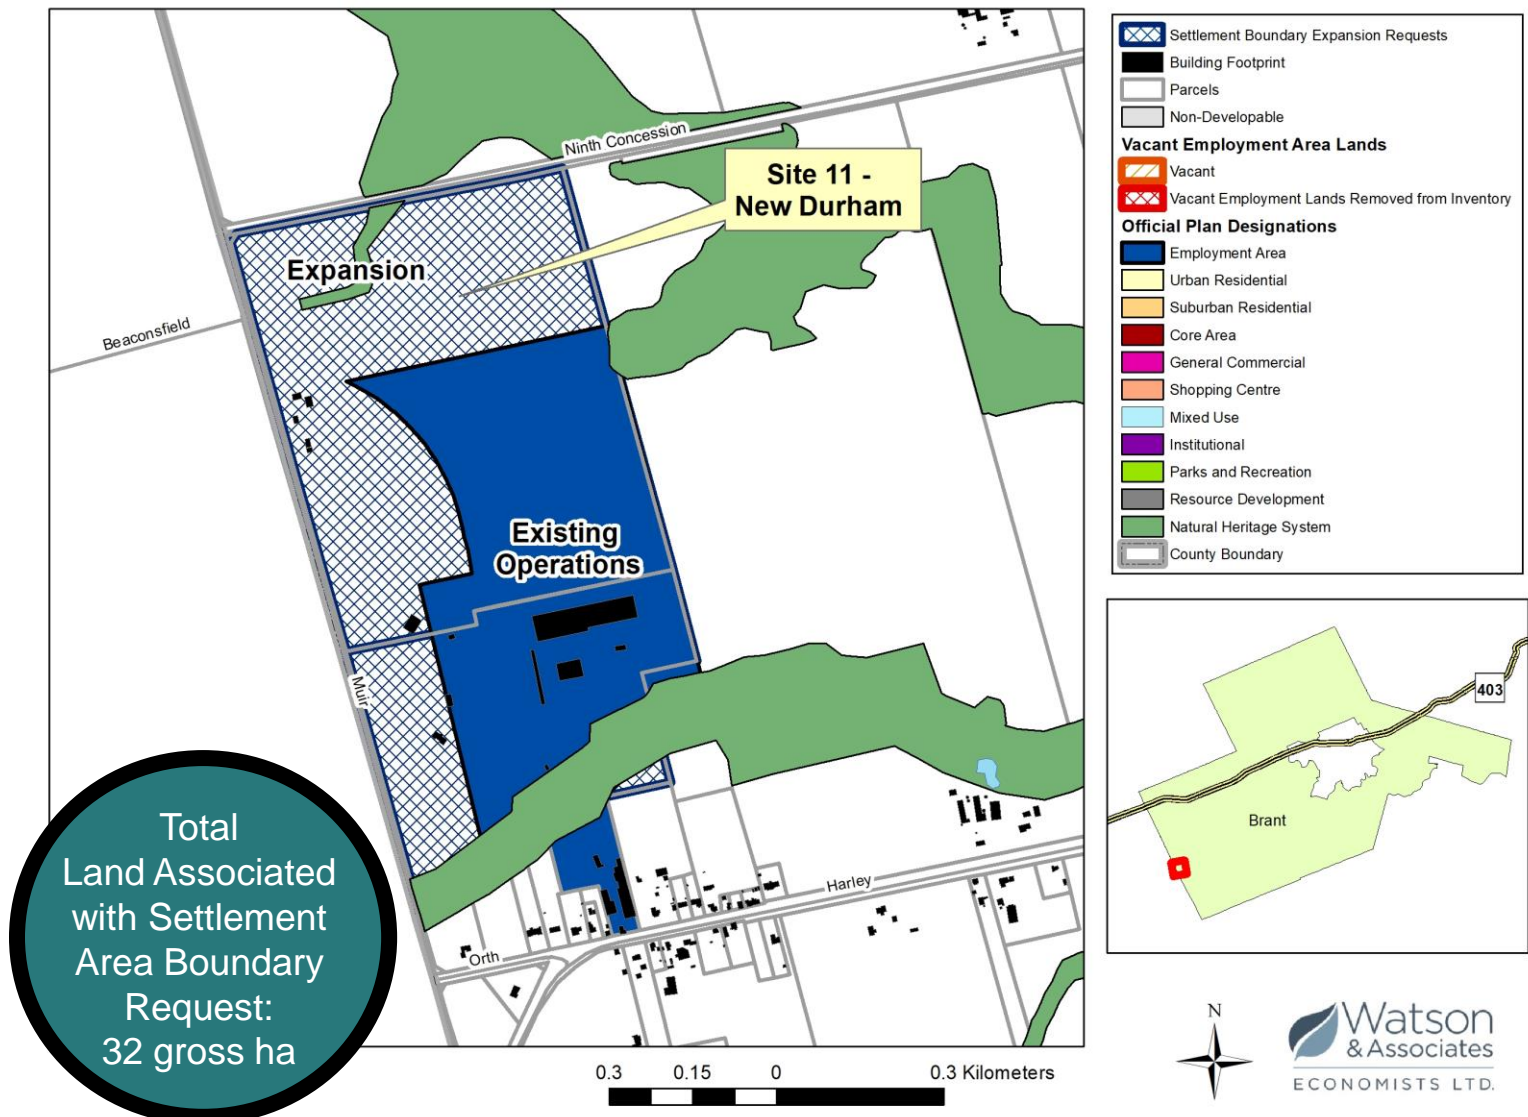 Ninth Concession
Site 11 -
New Durham
Expansion
Beaconsfield
Existing
Operations
Muir
Harley
Orth
Total
Land Associated
with Settlement
Area Boundary
Request:
32 gross ha
0.3 0.15 0 0.3 Kilometers
Settlement Boundary Expansion Requests
Building Footprint
Parcels
Non-Developable
Vacant Employment Area Lands
Vacant
Vacant Employment Lands Removed from Inventory
Official Plan Designations
Employment Area
Urban Residential
Suburban Residential
Core Area
General Commercial
Shopping Centre
Mixed Use
Institutional
Parks and Recreation
Resource Development
Natural Heritage System
County Boundary
403
Brant
N
Watson
& Associates
ECONOMISTS LTD.